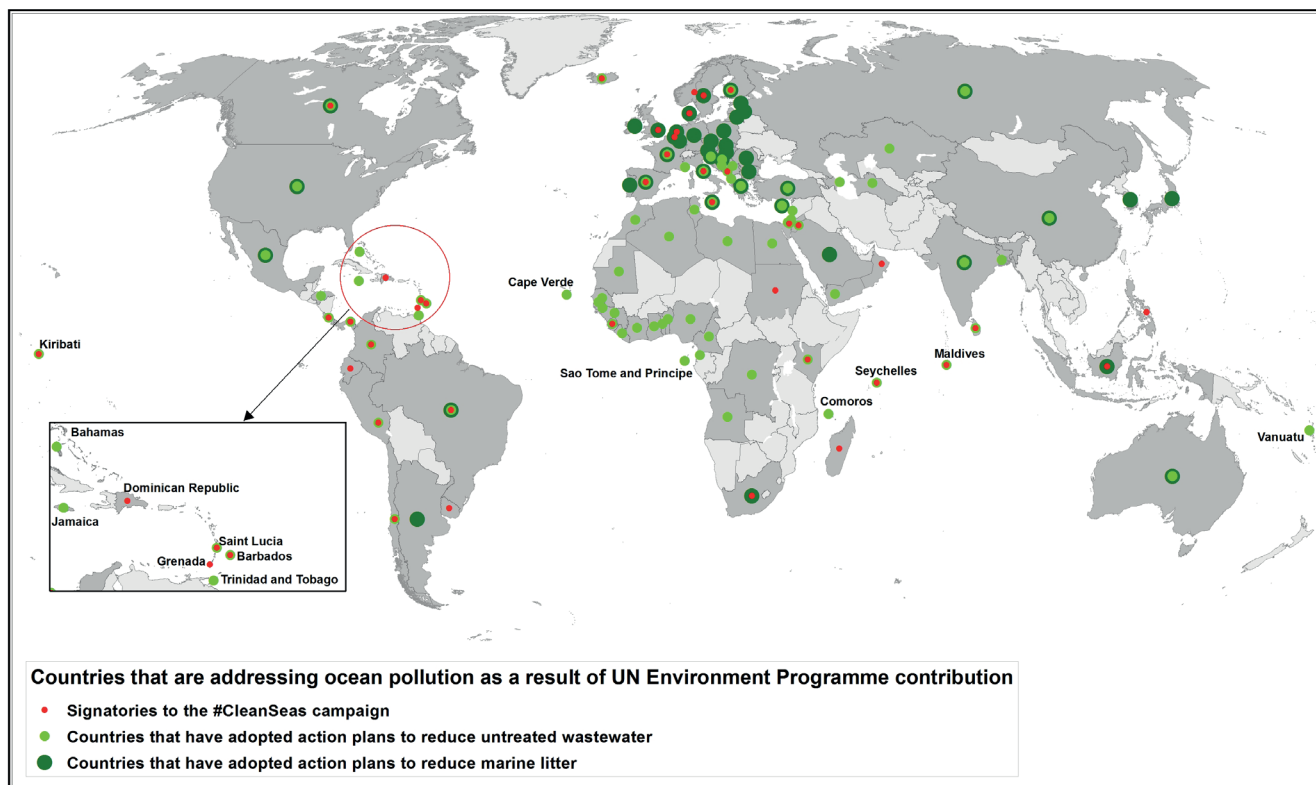 Cape Verde
Kiribati
Sao Tome and Principe
Maldives
Seychelles
Comoros
Vanuatu
Bahamas
Dominican Republic
Jamaica
Saint Lucia
Barbados
Grenada
Trinidad and Tobago
Countries that are addressing ocean pollution as a result of UN Environment Programme contribution
Signatories to the #CleanSeas campaign
Countries that have adopted action plans to reduce untreated wastewater
Countries that have adopted action plans to reduce marine litter